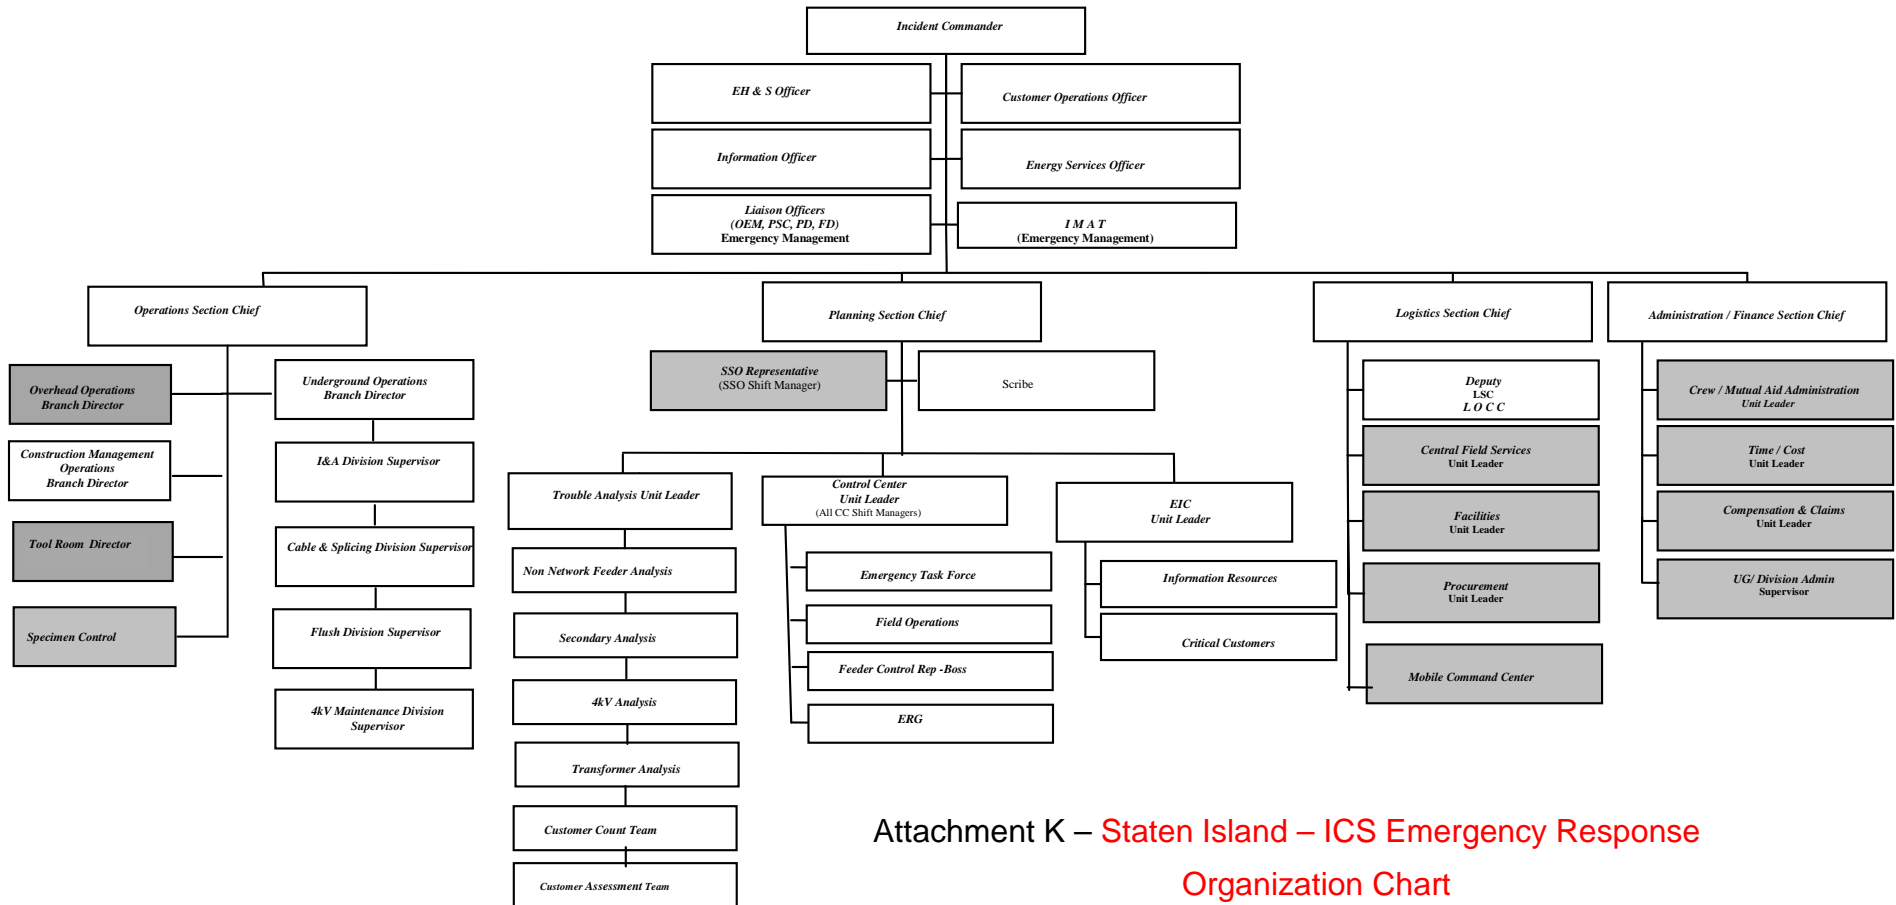 Incident Commander
EH & S Officer
Customer Operations Officer
Information Officer
Energy Services Officer
Liaison Officers
(OEM, PSC, PD, FD)
Emergency Management
I M A T
(Emergency Management)
Operations Section Chief
Planning Section Chief
Logistics Section Chief
Administration / Finance Section Chief
Overhead Operations
Branch Director
Underground Operations
Branch Director
Construction Management
Operations
Branch Director
I&A Division Supervisor
Tool Room Director
Cable & Splicing Division Supervisor
Specimen Control
Flush Division Supervisor
4kV Maintenance Division
Supervisor
SSO Representative
(SSO Shift Manager)
Scribe
Trouble Analysis Unit Leader
Non Network Feeder Analysis
Secondary Analysis
4kV Analysis
Transformer Analysis
Customer Count Team
Customer Assessment Team
Control Center
Unit Leader
(All CC Shift Managers)
Emergency Task Force
Field Operations
Feeder Control Rep -Boss
ERG
EIC
Unit Leader
Information Resources
Critical Customers
Deputy
LSC
L O C C
Central Field Services
Unit Leader
Facilities
Unit Leader
Procurement
Unit Leader
Mobile Command Center
Crew / Mutual Aid Administration
Unit Leader
Time / Cost
Unit Leader
Compensation & Claims
Unit Leader
UG/ Division Admin
Supervisor
Attachment K – Staten Island – ICS Emergency Response
Organization Chart